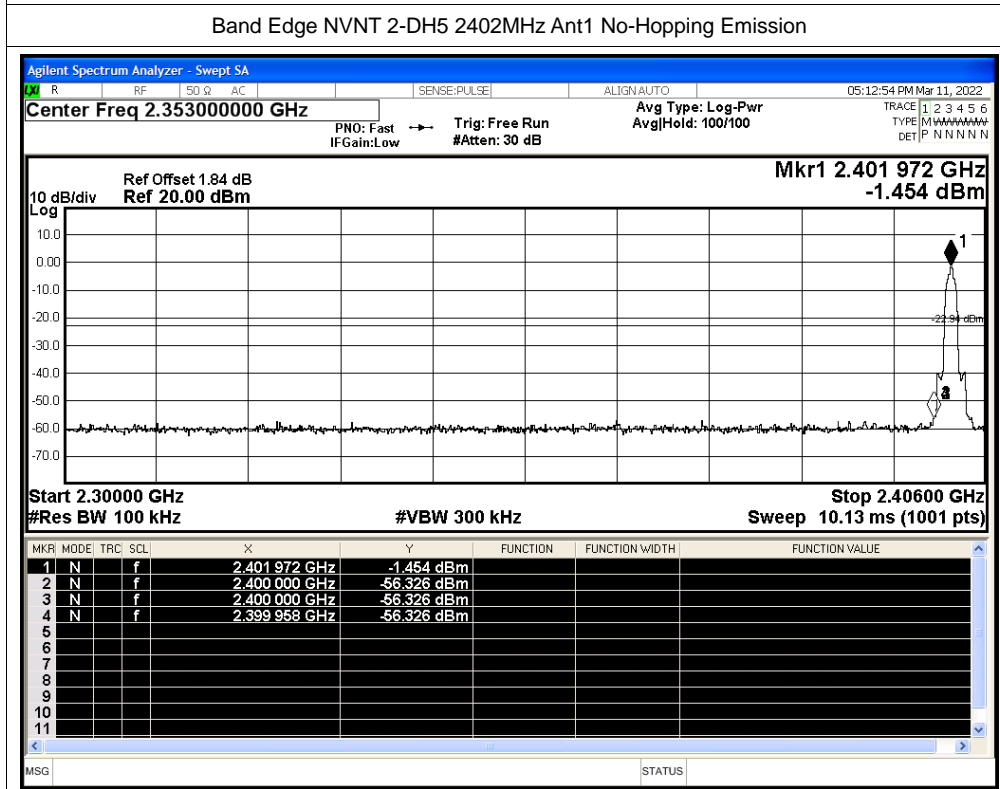 Band Edge NVNT 2-DH5 2402MHz Ant1 No-Hopping Emission
Agilent Spectrum Analyzer - Swept SA
LXI R RF 50 Ω AC SENSE:PULSE ALIGN AUTO 05:12:54 PM Mar 11, 2022
Center Freq 2.353000000 GHz
PNO: Fast
IFGain:Low
Trig: Free Run
#Atten: 30 dB
Avg Type: Log-Pwr
Avg|Hold: 100/100
TRACE 1 2 3 4 5 6
TYPE M
DET P N N N N N
Mkr1 2.401 972 GHz
-1.454 dBm
Ref Offset 1.84 dB
10 dB/div Ref 20.00 dBm
Log
1
10.0
0.00
-10.0
-20.0
-22.94 dBm
-30.0
-40.0
-50.0
-60.0
-70.0
Start 2.30000 GHz Stop 2.40600 GHz
#Res BW 100 kHz #VBW 300 kHz Sweep 10.13 ms (1001 pts)
MKR MODE TRC SCL X Y FUNCTION FUNCTION WIDTH FUNCTION VALUE
1 N f 2.401 972 GHz -1.454 dBm
2 N f 2.400 000 GHz -56.326 dBm
3 N f 2.400 000 GHz -56.326 dBm
4 N f 2.399 958 GHz -56.326 dBm
5
6
7
8
9
10
11
MSG STATUS